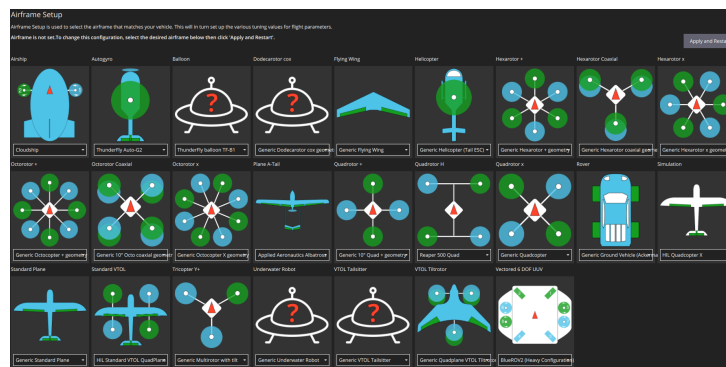 Airframe Setup
Airframe Setup is used to select the airframe that matches your vehicle. This will in turn set up the various tuning values for flight parameters.
Airframe is not set.To change this configuration, select the desired airframe below then click 'Apply and Restart'.
Apply and Resta
Airship Autogyro Balloon Dodecarotor cox Flying Wing Helicopter Hexarotor + Hexarotor Coaxial Hexarotor x
? ?
Cloudship ThunderFly Auto-G2 ThunderFly balloon TF-B1 Generic Dodecarotor cox geomet Generic Flying Wing Generic Helicopter (Tail ESC) Generic Hexarotor + geometry Generic Hexarotor coaxial geome Generic Hexarotor x geometry
Octorotor + Octorotor Coaxial Octorotor x Plane A-Tail Quadrotor + Quadrotor H Quadrotor x Rover Simulation
Generic Octocopter + geometry Generic 10" Octo coaxial geomet Generic Octocopter X geometry Applied Aeronautics Albatross Generic 10" Quad + geometry Reaper 500 Quad Generic Quadcopter Generic Ground Vehicle (Acke HIL Quadcopter X
Standard Plane Standard VTOL Tricopter Y+ Underwater Robot VTOL Tailsitter VTOL Tiltrotor Vectored 6 DOF UUV
? ?
Generic Standard Plane HIL Standard VTOL QuadPlane Generic Multirotor with tilt Generic Underwater Robot Generic VTOL Tailsitter Generic Quadplane VTOL Tiltro BlueROV2 (Heavy Configuration)